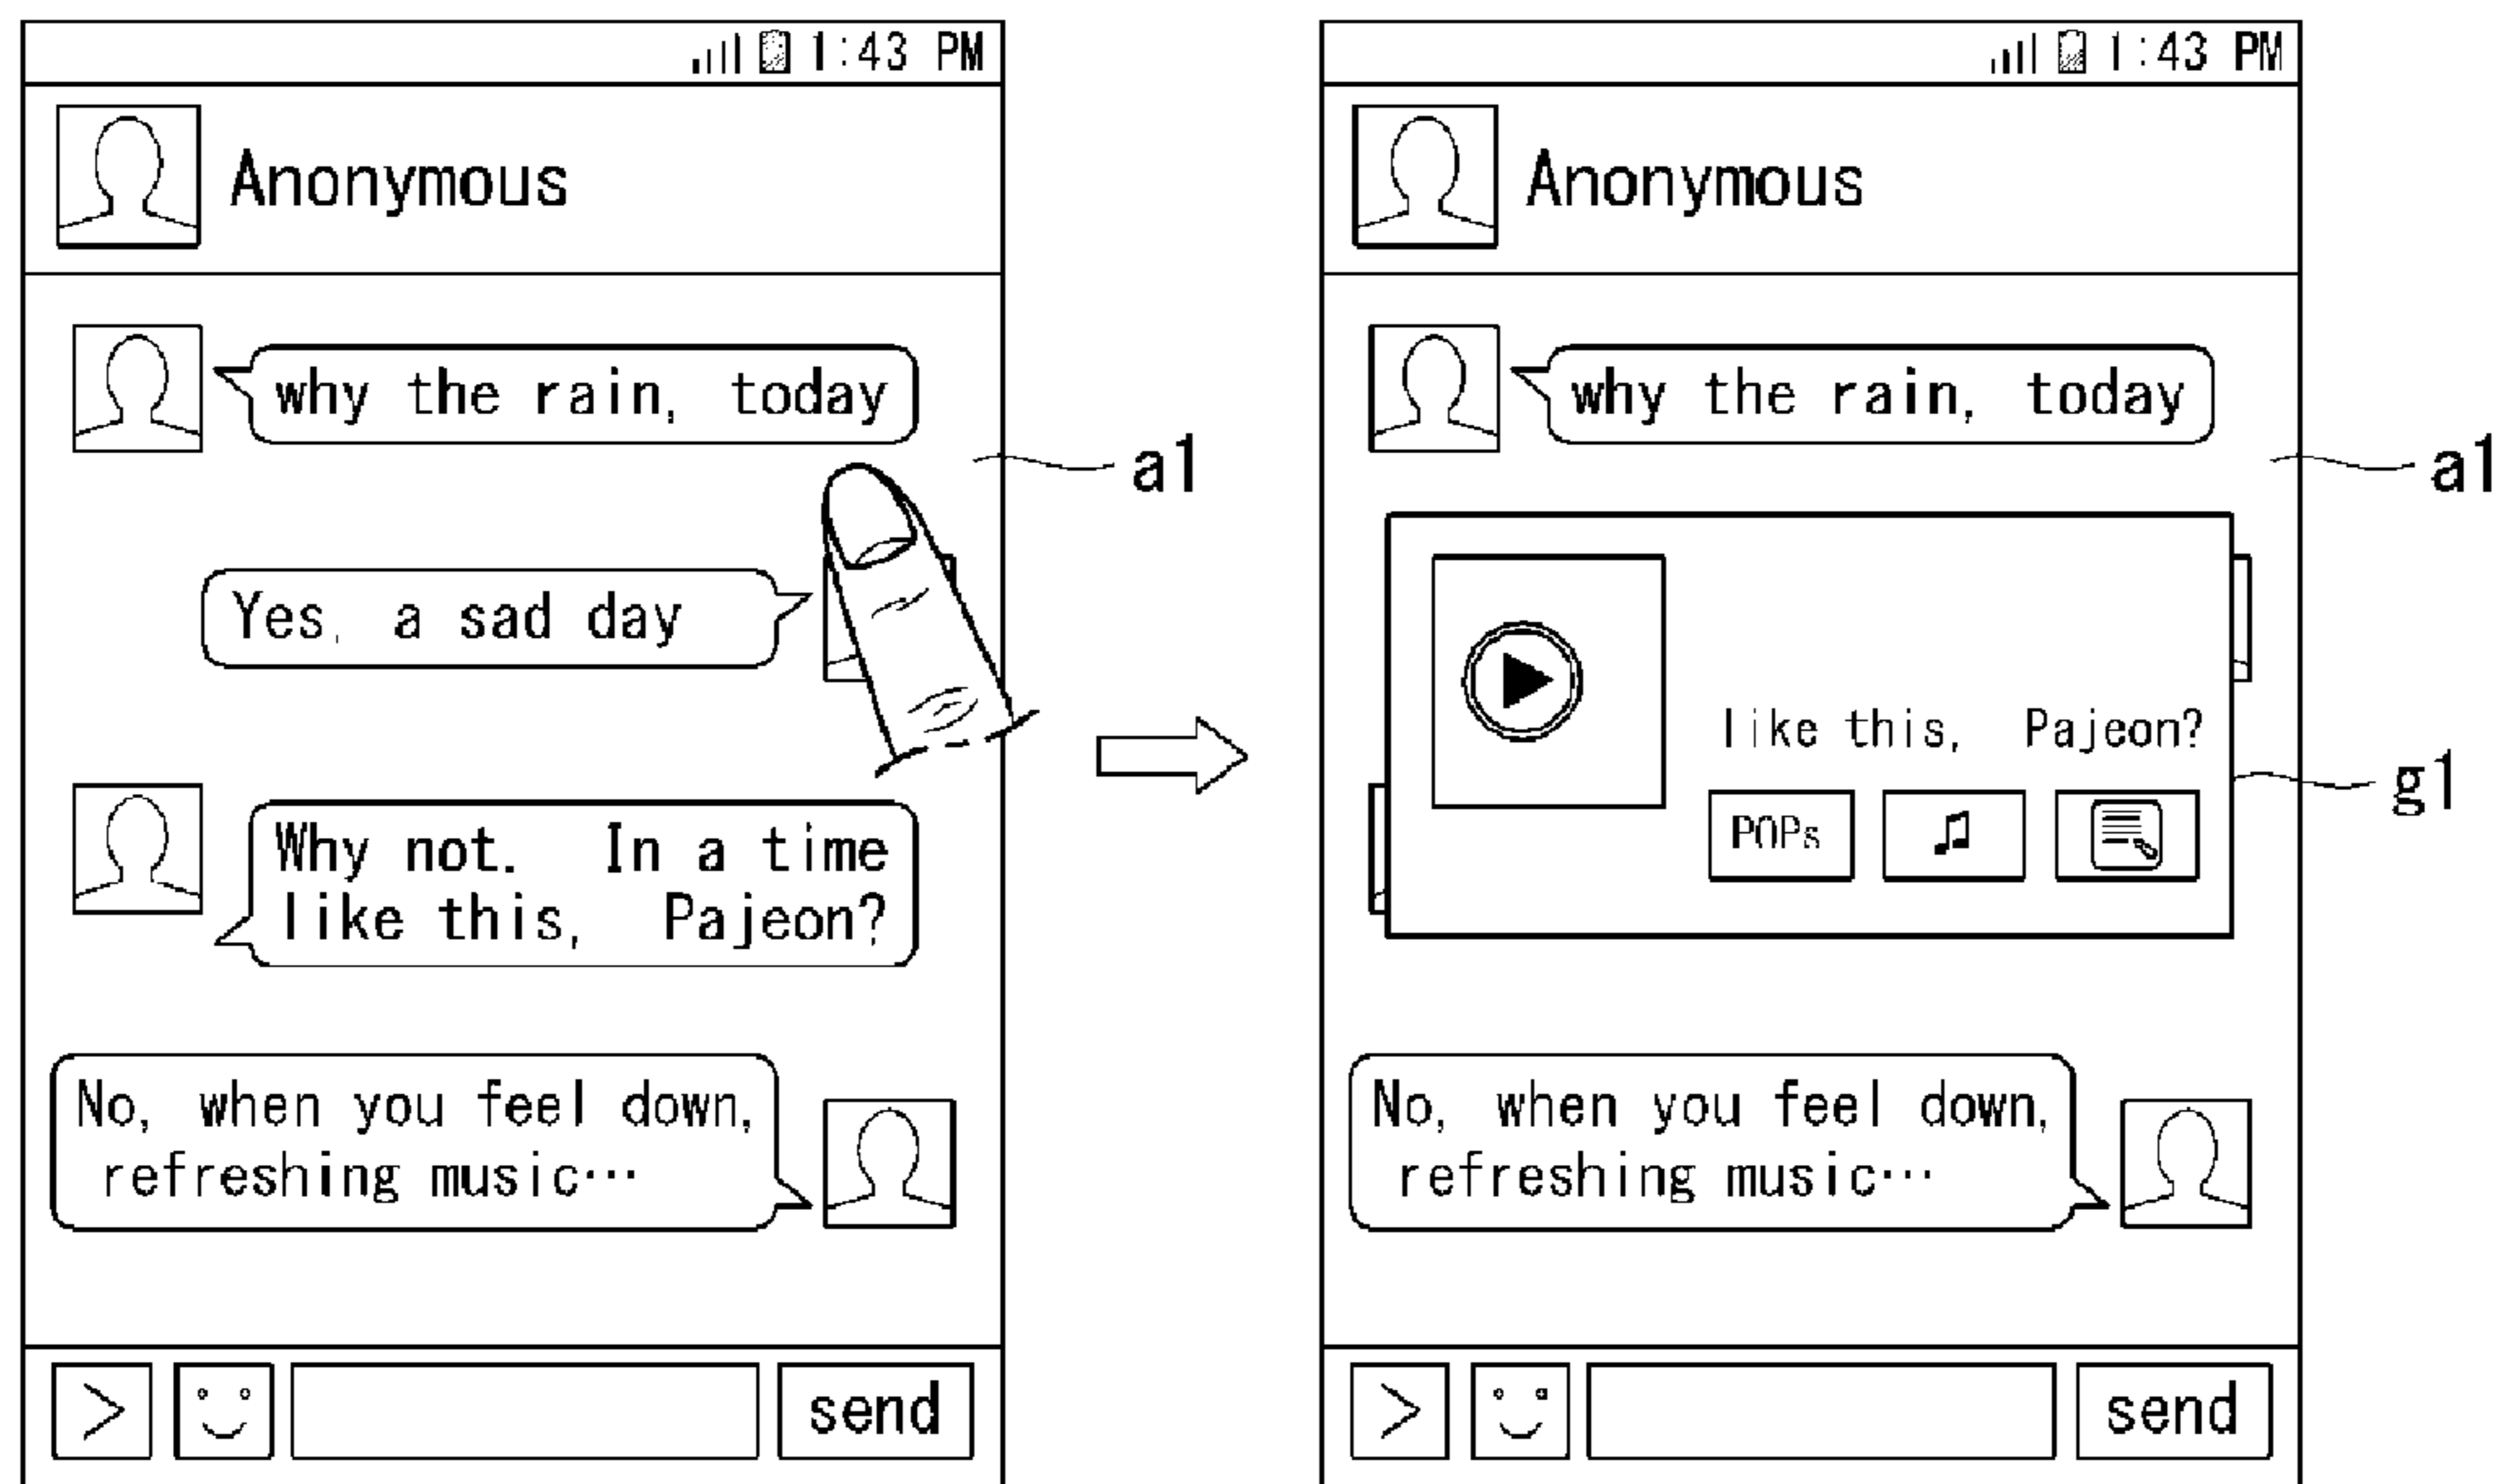 1:43 PM
Anonymous
why the rain, today
a1
Yes, a sad day
Why not. In a time
like this, Pajeon?
No, when you feel down,
refreshing music…
send
1:43 PM
Anonymous
why the rain, today
a1
like this, Pajeon?
g1
POPs
No, when you feel down,
refreshing music…
send